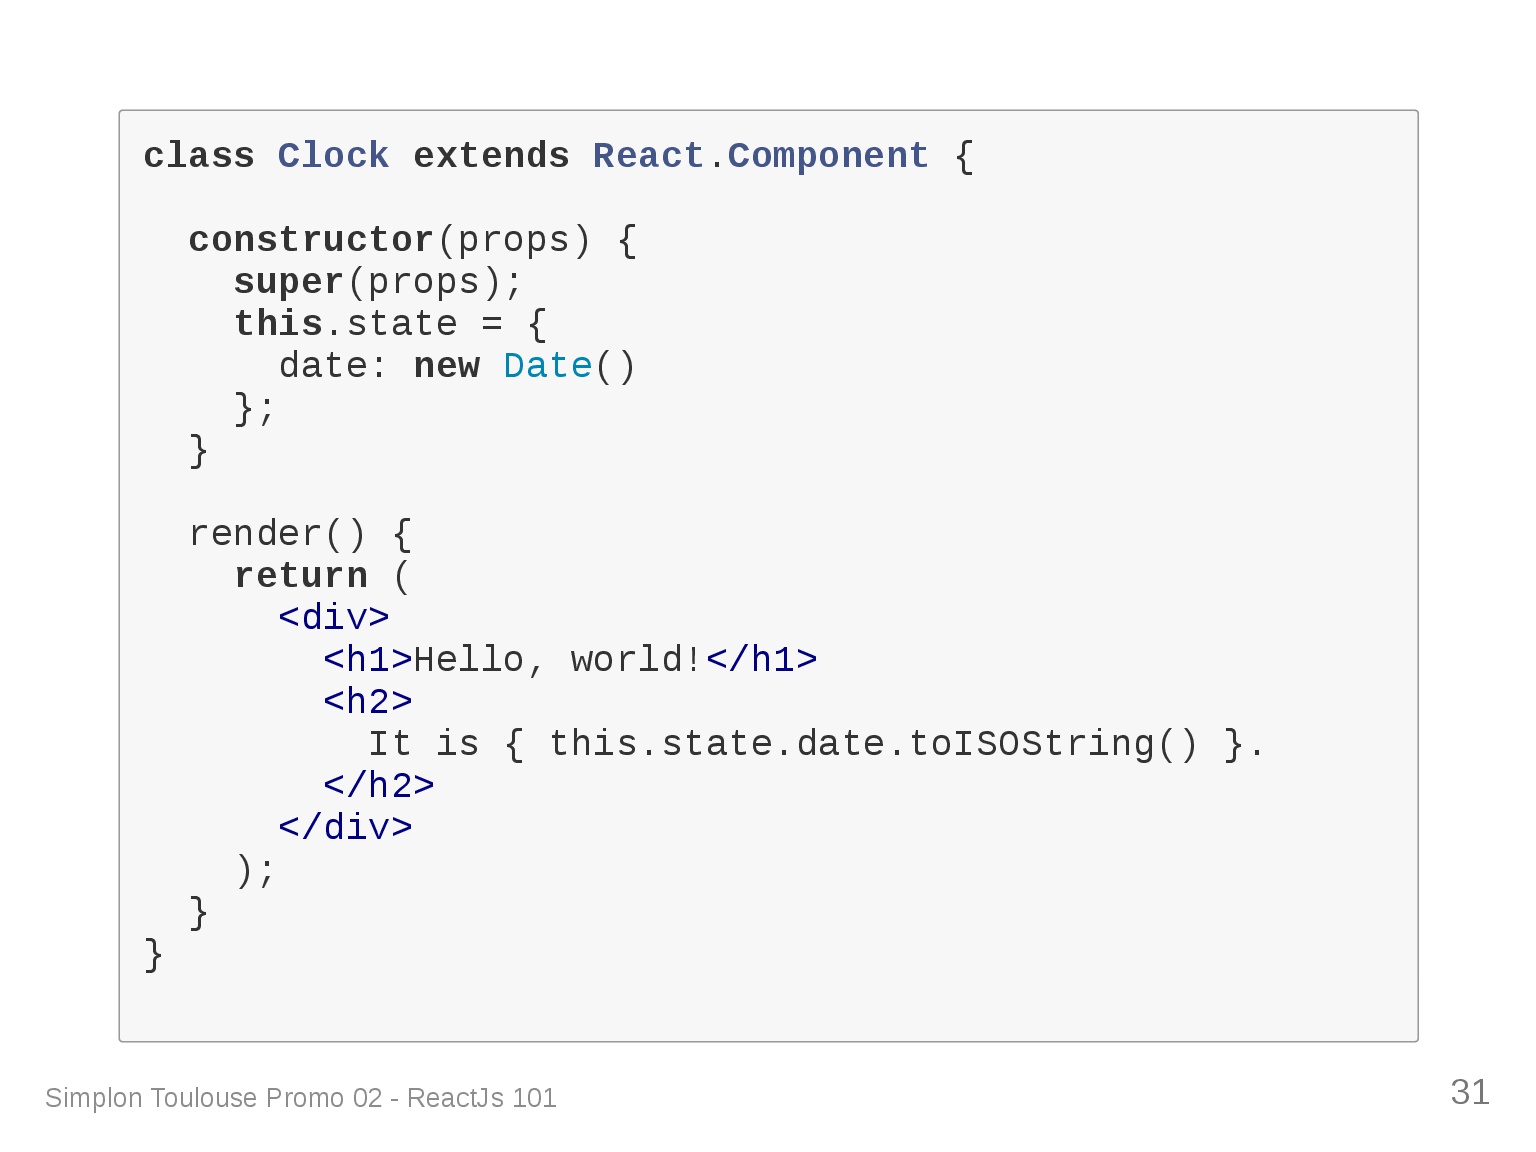 class Clock extends React.Component {

  constructor(props) {
    super(props);
    this.state = {
      date: new Date()
    };
  }

  render() {
    return (
      <div>
        <h1>Hello, world!</h1>
        <h2>
          It is { this.state.date.toISOString() }.
        </h2>
      </div>
    );
  }
}
Simplon Toulouse Promo 02 - ReactJs 101
31